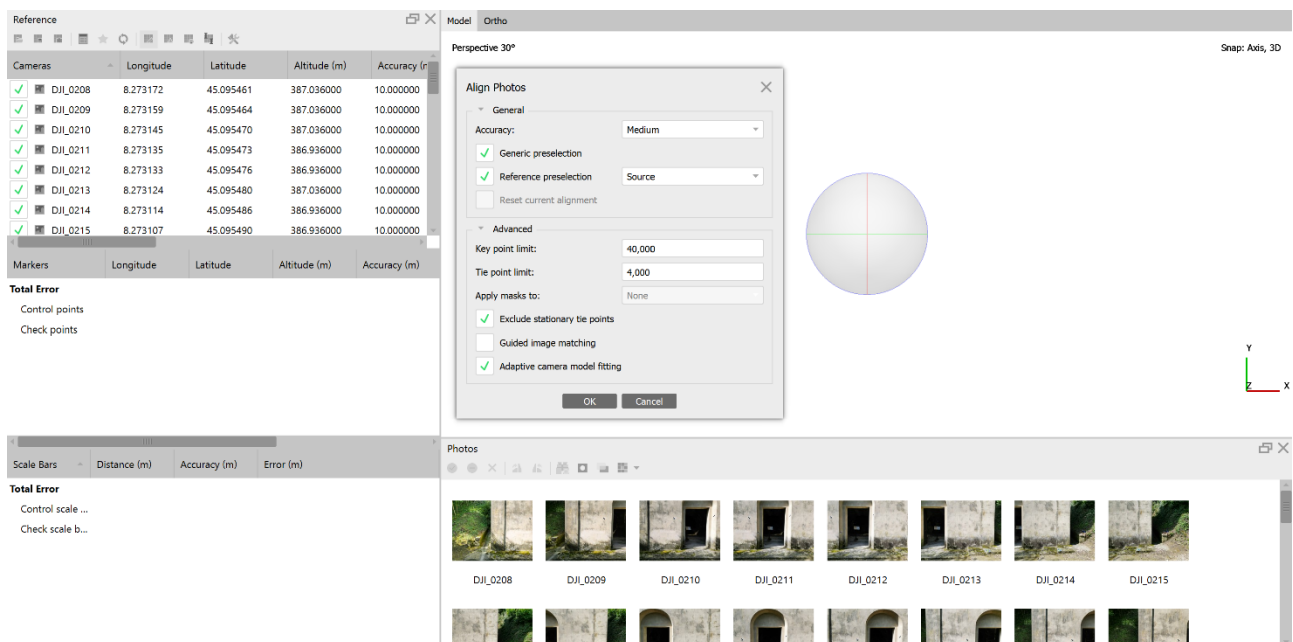 Reference
Cameras Longitude Latitude Altitude (m) Accuracy (m
DJI_0208 8.273172 45.095461 387.036000 10.000000
DJI_0209 8.273159 45.095464 387.036000 10.000000
DJI_0210 8.273145 45.095470 387.036000 10.000000
DJI_0211 8.273135 45.095473 386.936000 10.000000
DJI_0212 8.273133 45.095476 386.936000 10.000000
DJI_0213 8.273124 45.095480 387.036000 10.000000
DJI_0214 8.273114 45.095486 386.936000 10.000000
DJI_0215 8.273107 45.095490 386.936000 10.000000
Markers Longitude Latitude Altitude (m) Accuracy (m)
Total Error
Control points
Check points
Scale Bars Distance (m) Accuracy (m) Error (m)
Total Error
Control scale ...
Check scale b...
Model Ortho
Perspective 30°
Snap: Axis, 3D
Align Photos
General
Accuracy: Medium
Generic preselection
Reference preselection Source
Reset current alignment
Advanced
Key point limit: 40,000
Tie point limit: 4,000
Apply masks to: None
Exclude stationary tie points
Guided image matching
Adaptive camera model fitting
OK Cancel
Y
Z X
Photos
DJI_0208 DJI_0209 DJI_0210 DJI_0211 DJI_0212 DJI_0213 DJI_0214 DJI_0215